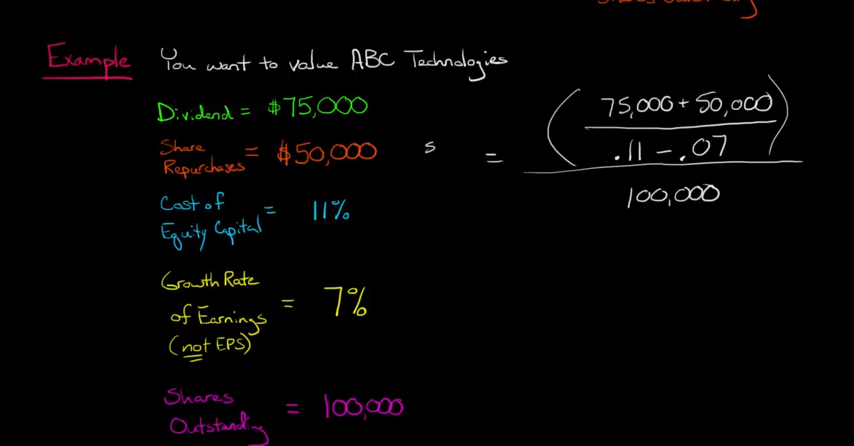 Shares Outstanding
Example You want to value ABC Technologies
Dividend = $75,000
Share
Repurchases = $50,000
s
= (75,000 + 50,000
.11 - .07)
100,000
Cost of
Equity Capital = 11%
Growth Rate
of Earnings = 7%
(not EPS)
Shares
Outstanding = 100,000